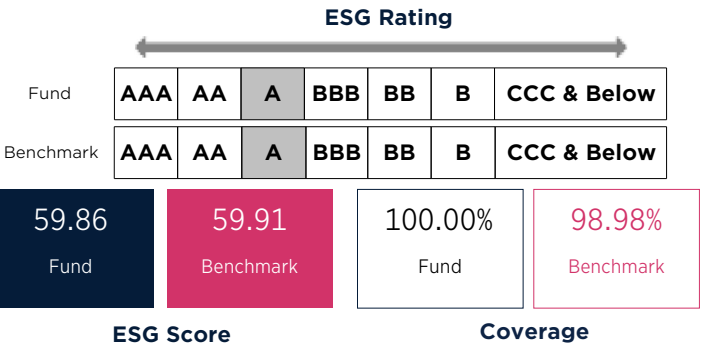 ESG Rating
Fund AAA AA A BBB BB B CCC & Below
Benchmark AAA AA A BBB BB B CCC & Below
59.86 59.91 100.00% 98.98%
Fund Benchmark Fund Benchmark
ESG Score Coverage